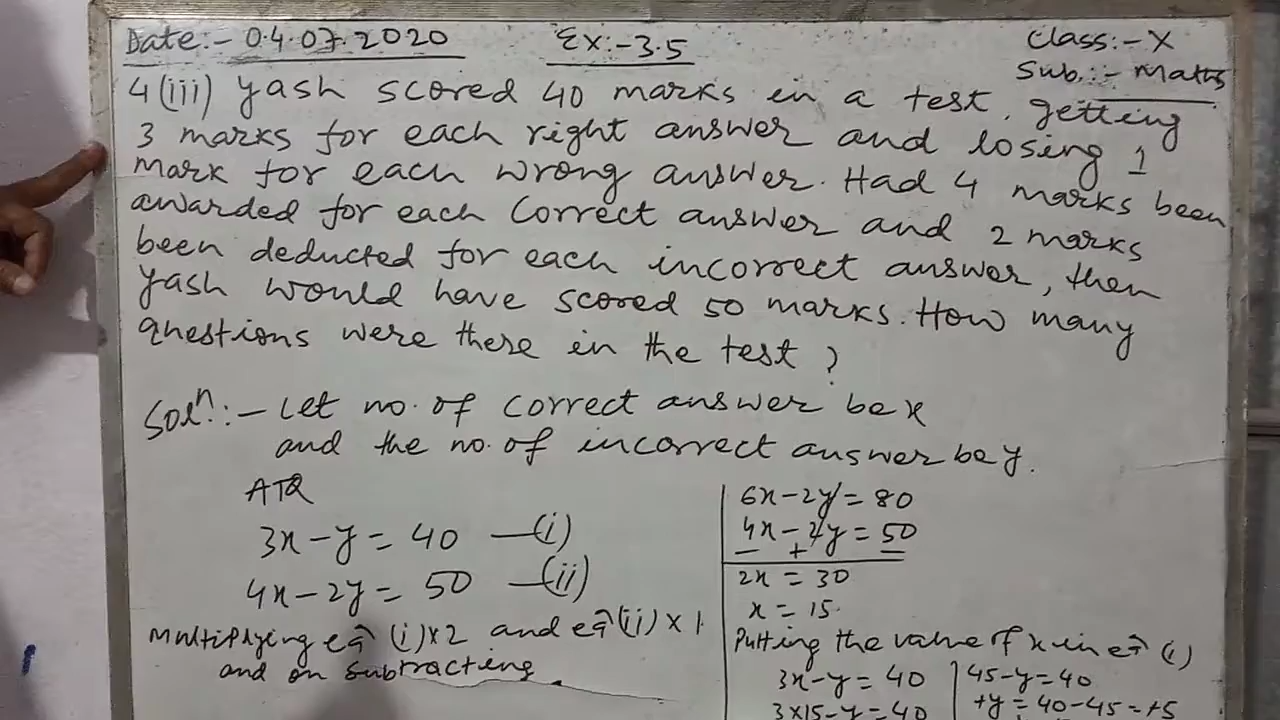 Date:- 04.07.2020
Ex:-3.5
Class:- X
Sub.:- Maths
4(iii) Yash scored 40 marks in a test, getting
3 marks for each right answer and losing 1
mark for each wrong answer. Had 4 marks been
awarded for each correct answer and 2 marks
been deducted for each incorrect answer, then
Yash would have scored 50 marks. How many
questions were there in the test?
Solⁿ:- Let no. of correct answer be x
and the no. of incorrect answer be y.
ATQ
3x-y = 40 —(i)
4x-2y = 50 —(ii)
Multiplying eqⁿ (i)×2 and eqⁿ (ii)×1
and on subtracting.
6x-2y = 80
4x-2y = 50
- + -
2x = 30
x = 15.
Putting the value of x in eqⁿ (i)
3x-y = 40
3×15-y = 40
45-y = 40
+y = 40-45 = +5